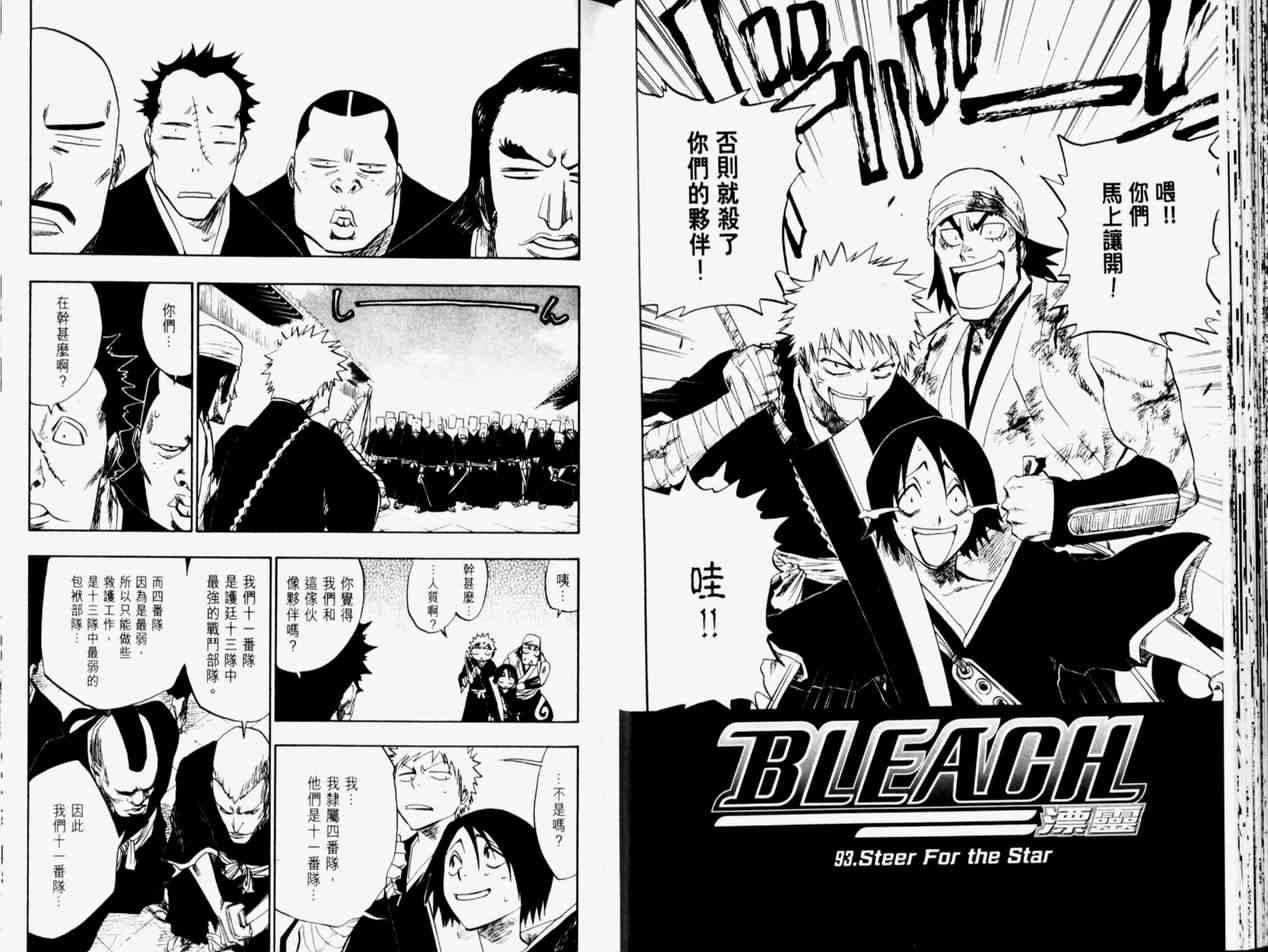 喂!!
你們
馬上讓開!
否則就殺了
你們的夥伴!
哇!!
BLEACH
漂靈
93.Steer For the Star
しーん
你們…
在幹甚麼啊?
咦…
幹甚麼…
…人質啊?
你覺得
我們和
這傢伙
像夥伴嗎?
…不是嗎?
我…
我隸屬四番隊,
他們是十一番隊…
我們十一番隊
是護廷十三隊中
最強的戰鬥部隊。
而四番隊
因為是最弱,
所以只能做些
救護工作,
是十三隊中最弱的
包袱部隊…
因此
我們十一番隊…